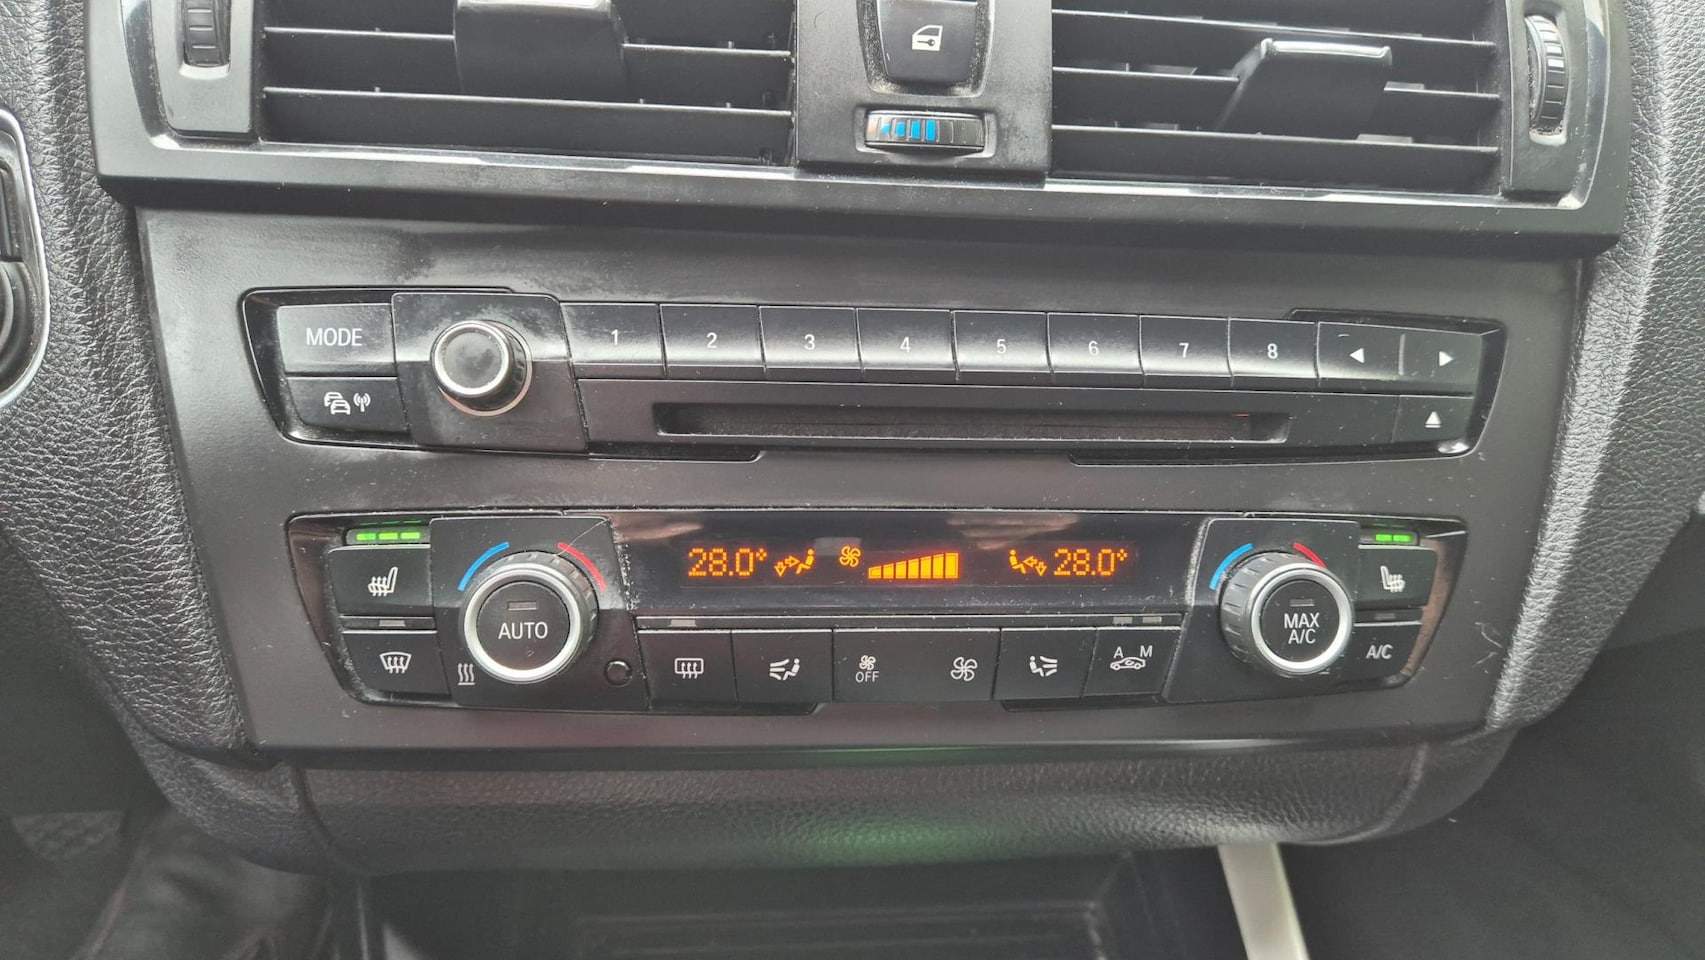 MODE 1 2 3 4 5 6 7 8
28.0° 28.0°
AUTO
MAX
A/C
A/C
OFF
A M